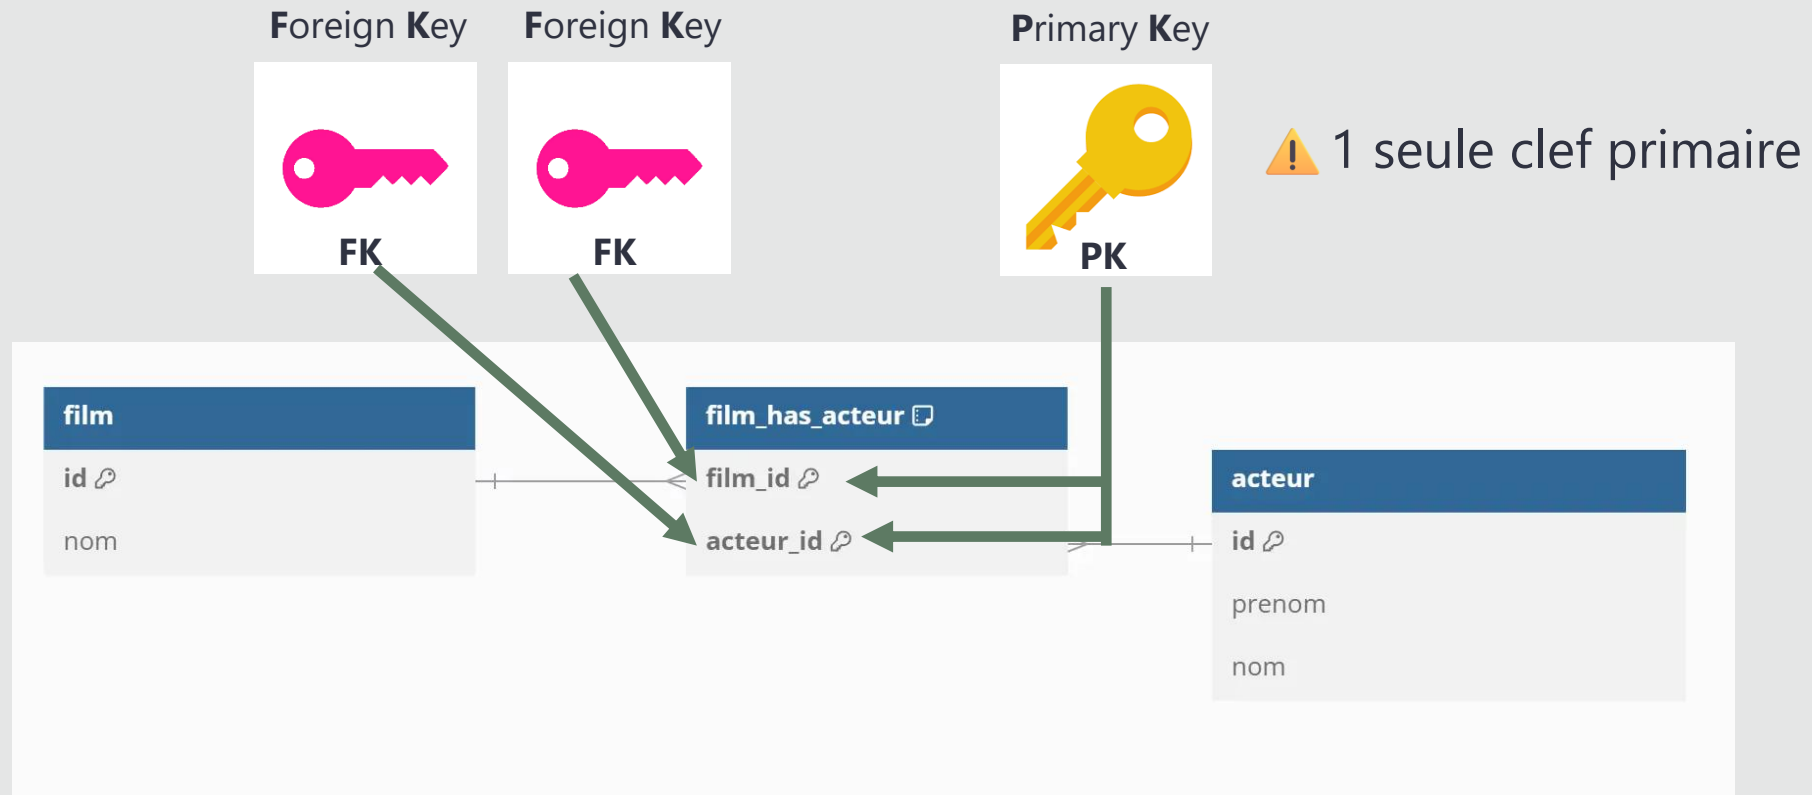 Foreign Key
Foreign Key
Primary Key
FK
FK
PK
⚠ 1 seule clef primaire
film
id
nom
film_has_acteur
film_id
acteur_id
acteur
id
prenom
nom